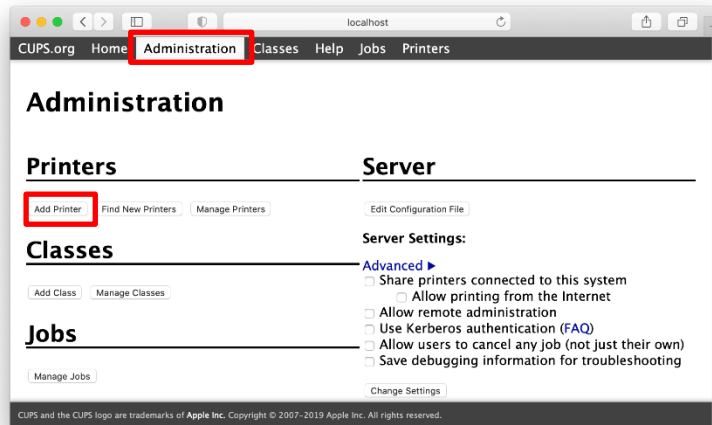 localhost
CUPS.org Home Administration Classes Help Jobs Printers
Administration
Printers
Add Printer Find New Printers Manage Printers
Classes
Add Class Manage Classes
Jobs
Manage Jobs
Server
Edit Configuration File
Server Settings:
Advanced ▶
Share printers connected to this system
Allow printing from the Internet
Allow remote administration
Use Kerberos authentication (FAQ)
Allow users to cancel any job (not just their own)
Save debugging information for troubleshooting
Change Settings
CUPS and the CUPS logo are trademarks of Apple Inc. Copyright © 2007–2019 Apple Inc. All rights reserved.